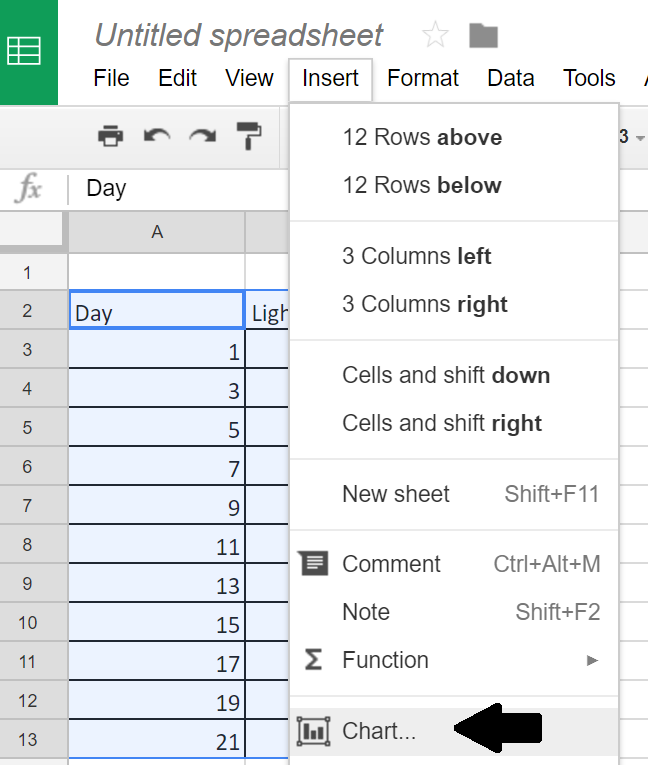 Untitled spreadsheet
File Edit View Insert Format Data Tools
3
fx Day
A
1
2 Day Ligh
3 1
4 3
5 5
6 7
7 9
8 11
9 13
10 15
11 17
12 19
13 21
12 Rows above
12 Rows below
3 Columns left
3 Columns right
Cells and shift down
Cells and shift right
New sheet Shift+F11
Comment Ctrl+Alt+M
Note Shift+F2
Σ Function ►
Chart...